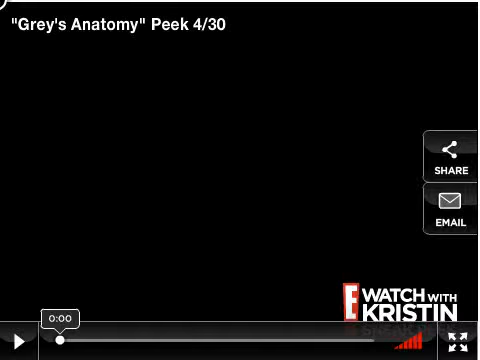 "Grey's Anatomy" Peek 4/30
SHARE
EMAIL
E WATCH WITH
KRISTIN
0:00